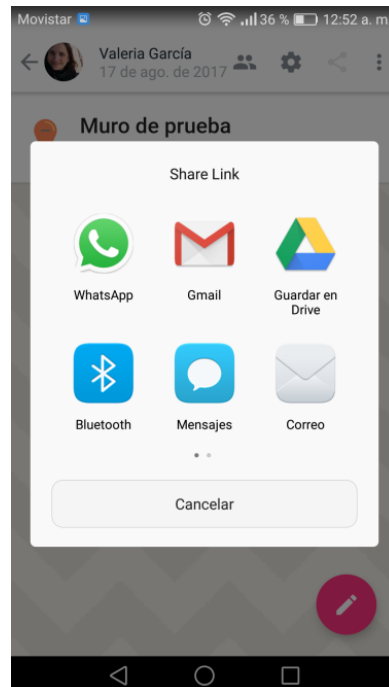 Movistar 36 % 12:52 a. m.
Valeria García
17 de ago. de 2017
Muro de prueba
Share Link
WhatsApp Gmail Guardar en
Drive
Bluetooth Mensajes Correo
Cancelar